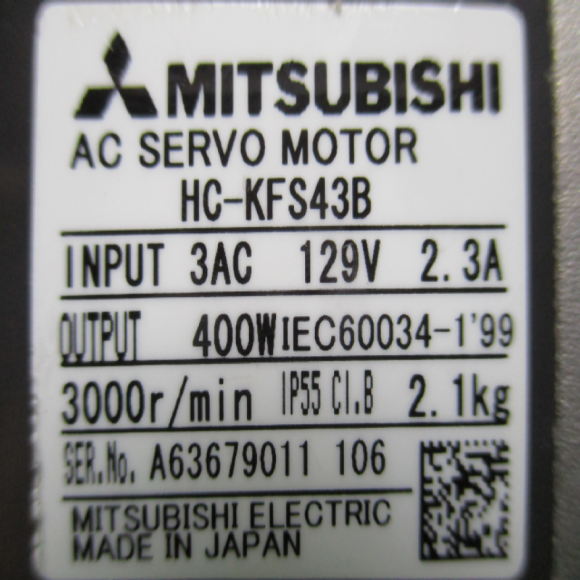 MITSUBISHI
AC SERVO MOTOR
HC-KFS43B
INPUT 3AC 129V 2.3A
OUTPUT 400W IEC60034-1'99
3000r/min IP55 CI.B 2.1kg
SER.No. A63679011 106
MITSUBISHI ELECTRIC
MADE IN JAPAN